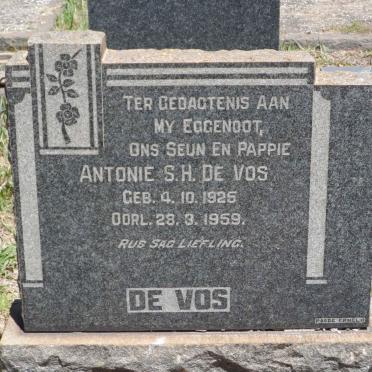 TER GEDAGTENIS AAN
MY EGGENOOT,
ONS SEUN EN PAPPIE
ANTONIE S.H. DE VOS
GEB. 4.10.1925
OORL. 28.3.1959.
RUS SAG LIEFLING.
DE VOS